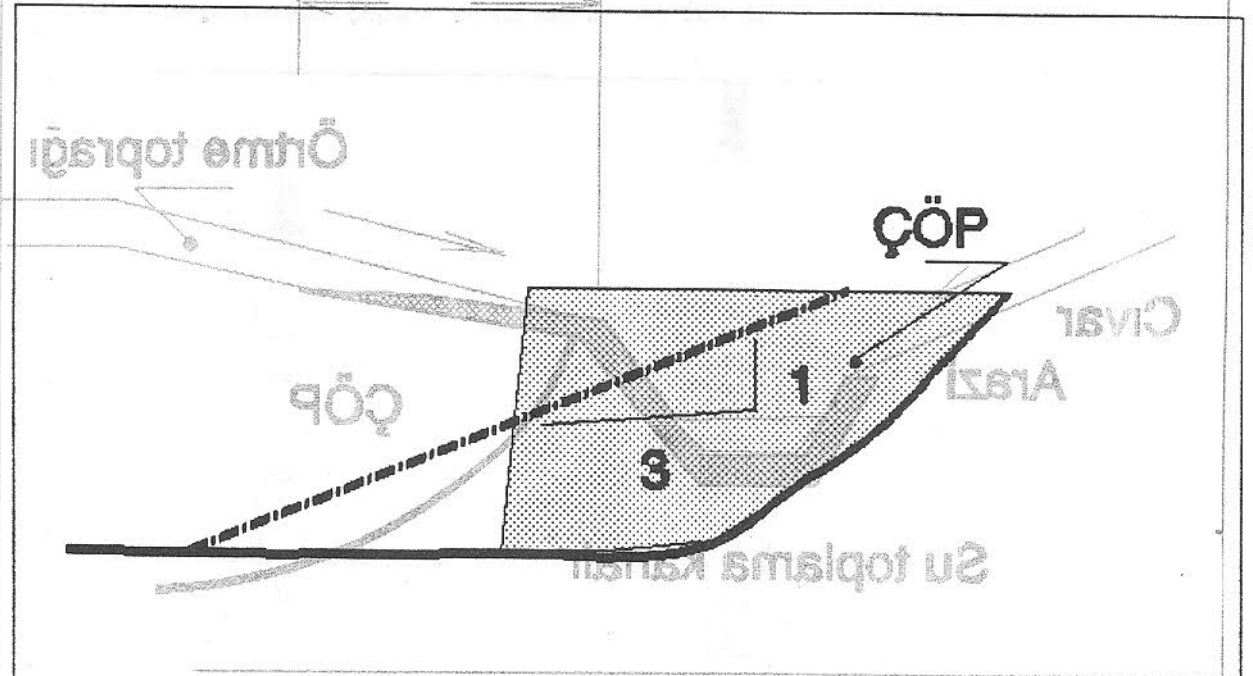 Örtme toprağı
ÇÖP
Civar
Arazi
ÇÖP
1
3
Su toplama kanalı